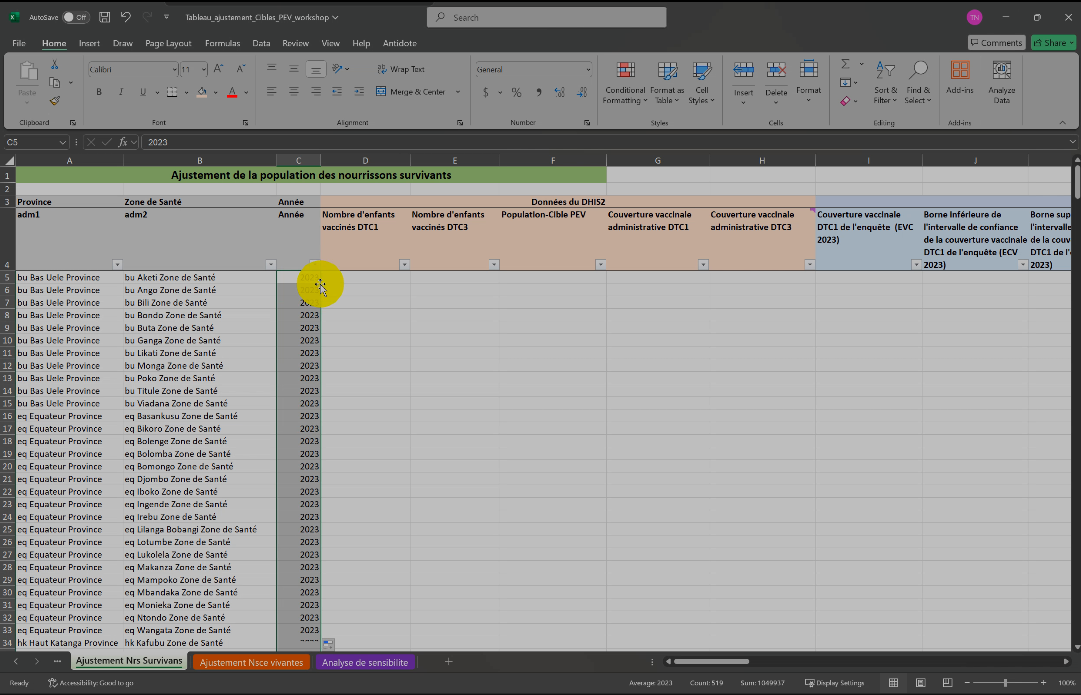 AutoSave Off Tableau_ajustement_Cibles_PEV_workshop Search TN
File Home Insert Draw Page Layout Formulas Data Review View Help Antidote Comments Share
Paste Calibri 11 A^ A˅ Wrap Text General Conditional Formatting Format as Table Cell Styles Insert Delete Format Sort & Filter Find & Select Add-ins Analyze Data
B I U A Merge & Center $ % 9
Clipboard Font Alignment Number Styles Cells Editing Add-ins
C5 fx 2023
A B C D E F G H I J
1 Ajustement de la population des nourrissons survivants
2
3 Province Zone de Santé Année Données du DHIS2
4 adm1 adm2 Année Nombre d'enfants vaccinés DTC1 Nombre d'enfants vaccinés DTC3 Population-Cible PEV Couverture vaccinale administrative DTC1 Couverture vaccinale administrative DTC3 Couverture vaccinale DTC1 de l'enquête (EVC 2023) Borne inférieure de l'intervalle de confiance de la couverture vaccinale DTC1 de l'enquête (ECV 2023) Borne sup l'interval de la couv DTC1 de l' 2023)
5 bu Bas Uele Province bu Aketi Zone de Santé
6 bu Bas Uele Province bu Ango Zone de Santé
7 bu Bas Uele Province bu Bili Zone de Santé
8 bu Bas Uele Province bu Bondo Zone de Santé 2023
9 bu Bas Uele Province bu Buta Zone de Santé 2023
10 bu Bas Uele Province bu Ganga Zone de Santé 2023
11 bu Bas Uele Province bu Likati Zone de Santé 2023
12 bu Bas Uele Province bu Monga Zone de Santé 2023
13 bu Bas Uele Province bu Poko Zone de Santé 2023
14 bu Bas Uele Province bu Titule Zone de Santé 2023
15 bu Bas Uele Province bu Viadana Zone de Santé 2023
16 eq Equateur Province eq Basankusu Zone de Santé 2023
17 eq Equateur Province eq Bikoro Zone de Santé 2023
18 eq Equateur Province eq Bolenge Zone de Santé 2023
19 eq Equateur Province eq Bolomba Zone de Santé 2023
20 eq Equateur Province eq Bomongo Zone de Santé 2023
21 eq Equateur Province eq Djombo Zone de Santé 2023
22 eq Equateur Province eq Iboko Zone de Santé 2023
23 eq Equateur Province eq Ingende Zone de Santé 2023
24 eq Equateur Province eq Irebu Zone de Santé 2023
25 eq Equateur Province eq Lilanga Bobangi Zone de Santé 2023
26 eq Equateur Province eq Lotumbe Zone de Santé 2023
27 eq Equateur Province eq Lukolela Zone de Santé 2023
28 eq Equateur Province eq Makanza Zone de Santé 2023
29 eq Equateur Province eq Mampoko Zone de Santé 2023
30 eq Equateur Province eq Mbandaka Zone de Santé 2023
31 eq Equateur Province eq Monieka Zone de Santé 2023
32 eq Equateur Province eq Ntondo Zone de Santé 2023
33 eq Equateur Province eq Wangata Zone de Santé 2023
34 hk Haut Katanga Province hk Kafubu Zone de Santé
Ajustement Nrs Survivans Ajustement Nsce vivantes Analyse de sensibilite
Ready Accessibility: Good to go Average: 2023 Count: 519 Sum: 1049937 Display Settings 100%